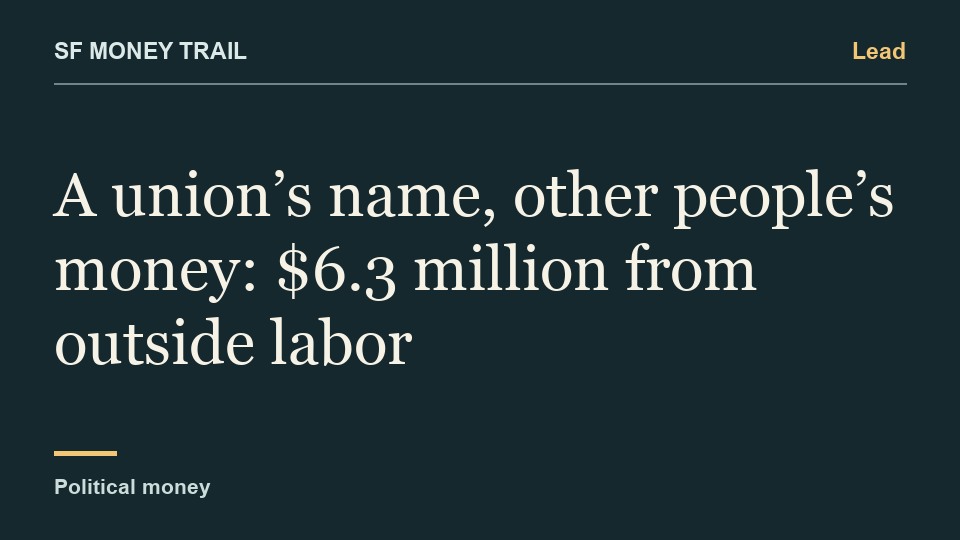 SF MONEY TRAIL
Lead
A union’s name, other people’s
money: $6.3 million from
outside labor
Political money